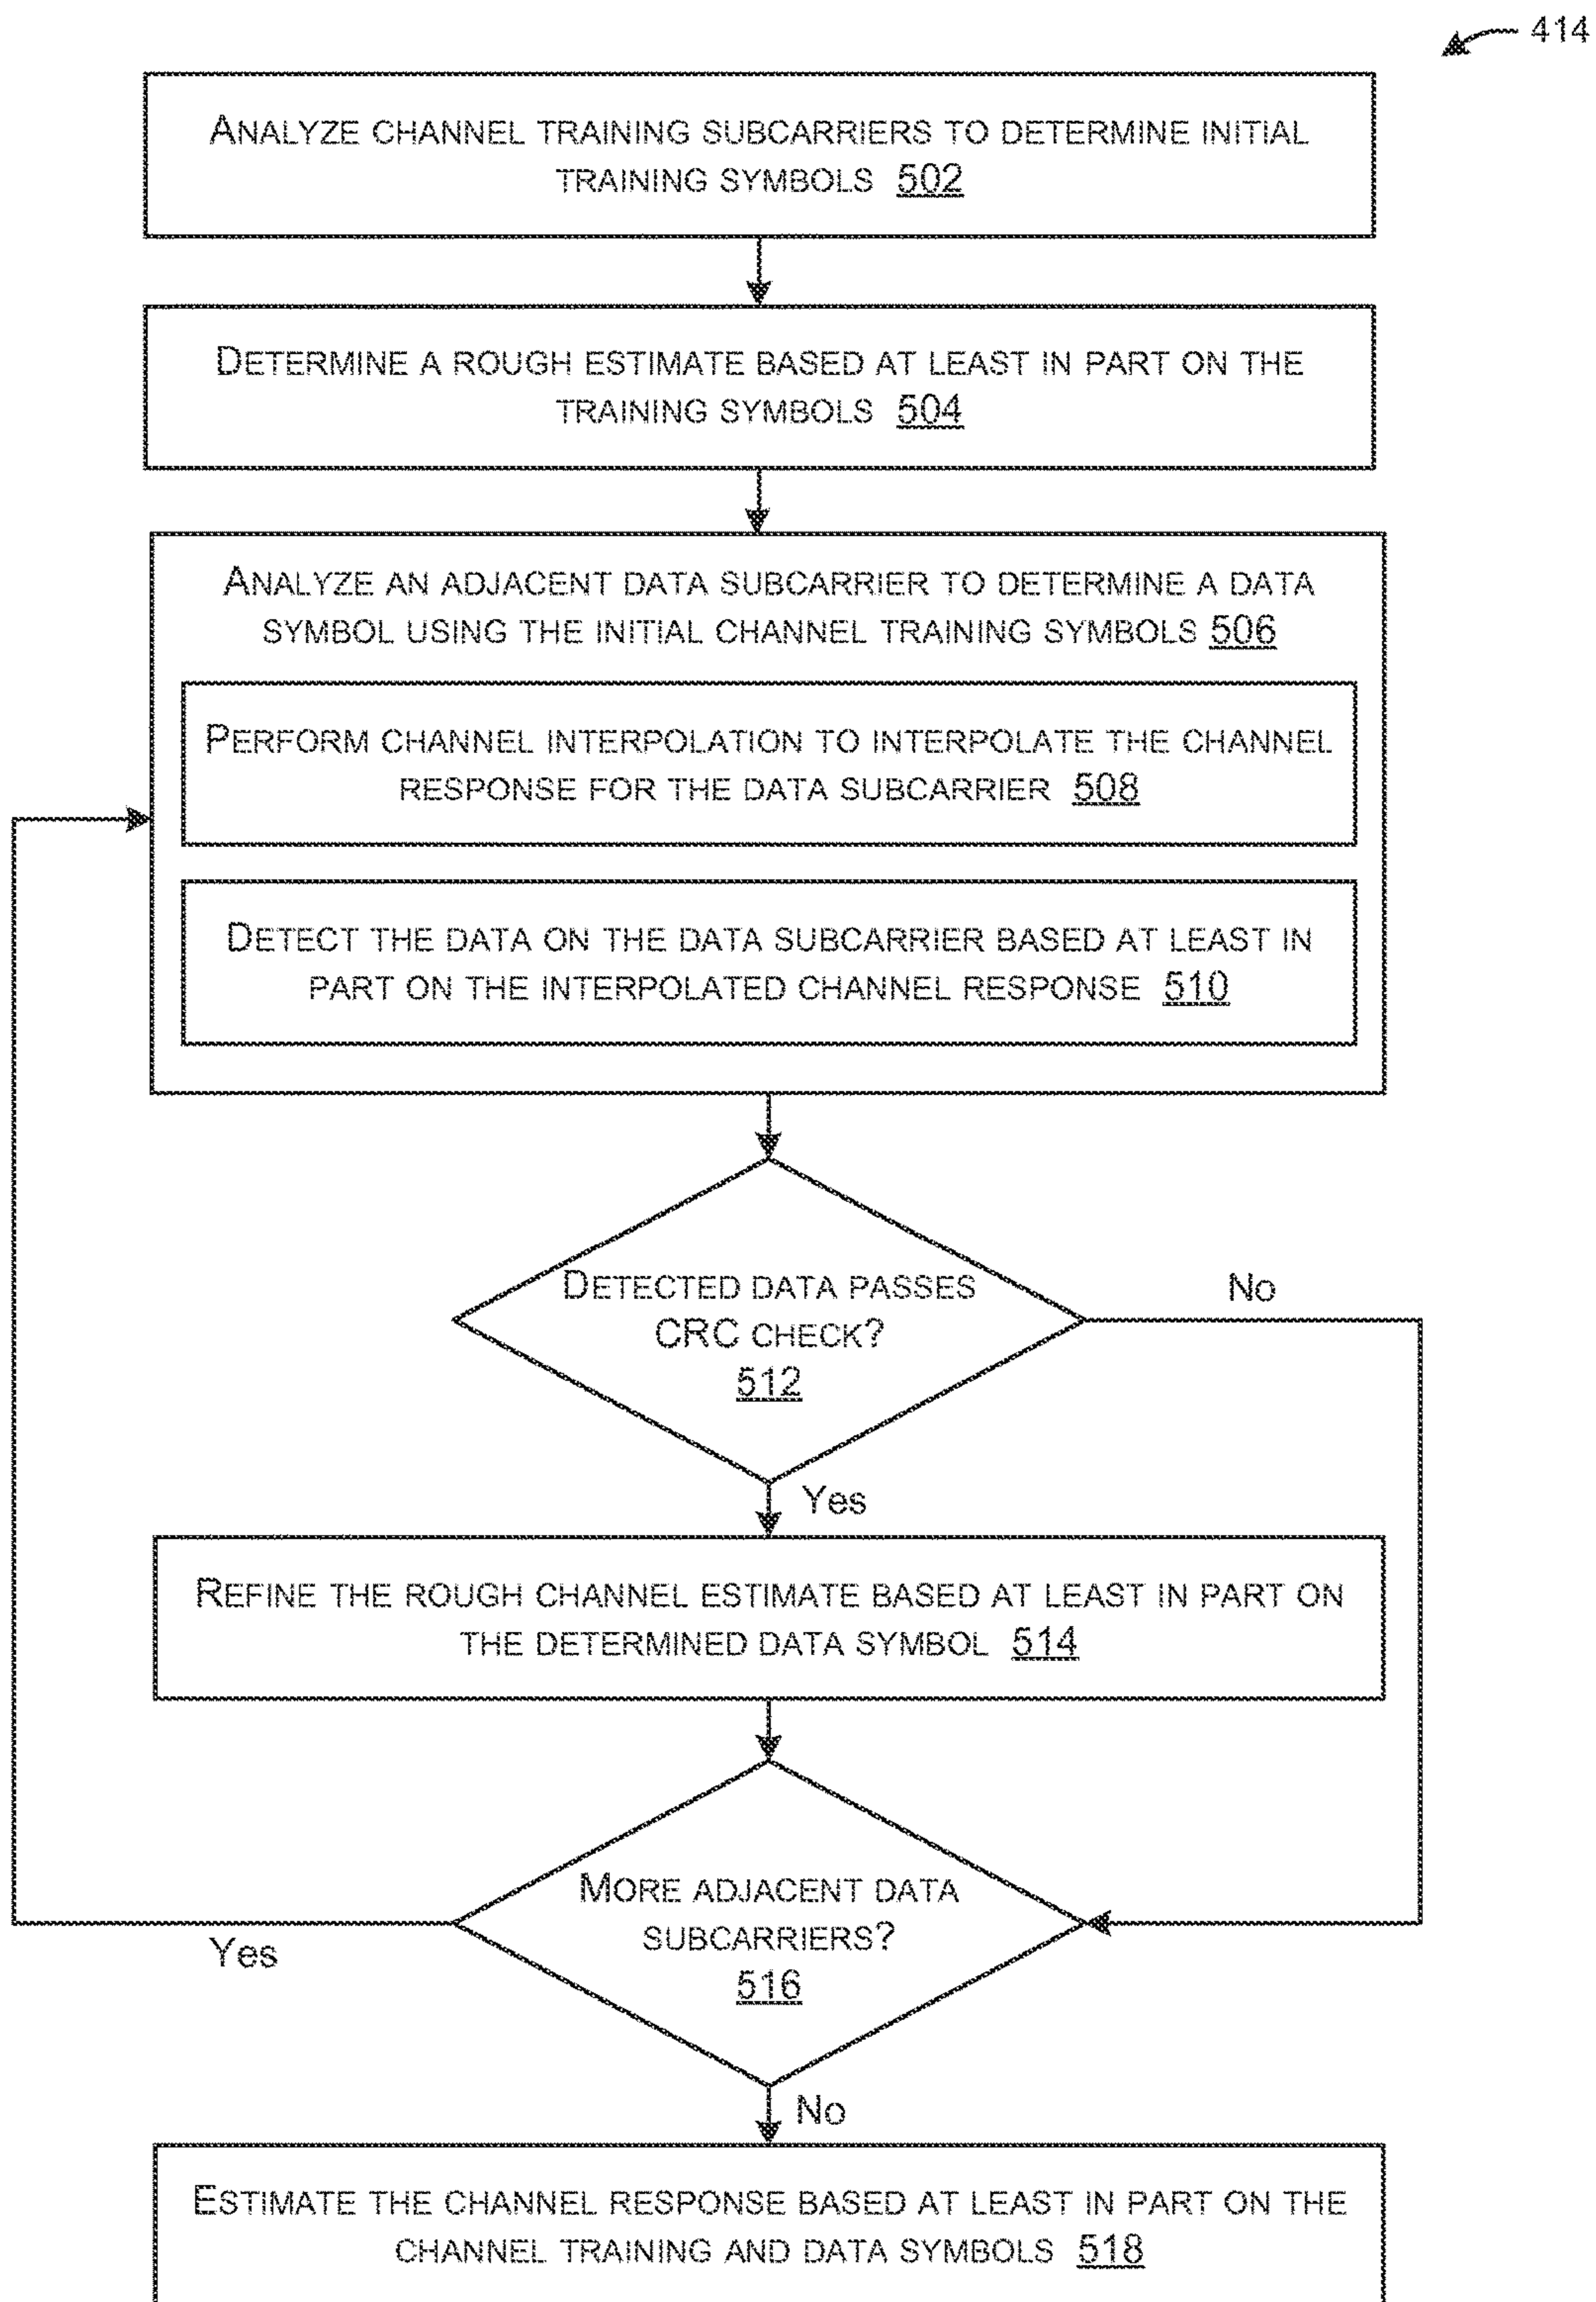 414
ANALYZE CHANNEL TRAINING SUBCARRIERS TO DETERMINE INITIAL
TRAINING SYMBOLS 502
DETERMINE A ROUGH ESTIMATE BASED AT LEAST IN PART ON THE
TRAINING SYMBOLS 504
ANALYZE AN ADJACENT DATA SUBCARRIER TO DETERMINE A DATA
SYMBOL USING THE INITIAL CHANNEL TRAINING SYMBOLS 506
PERFORM CHANNEL INTERPOLATION TO INTERPOLATE THE CHANNEL
RESPONSE FOR THE DATA SUBCARRIER 508
DETECT THE DATA ON THE DATA SUBCARRIER BASED AT LEAST IN
PART ON THE INTERPOLATED CHANNEL RESPONSE 510
DETECTED DATA PASSES
CRC CHECK?
512
No
Yes
REFINE THE ROUGH CHANNEL ESTIMATE BASED AT LEAST IN PART ON
THE DETERMINED DATA SYMBOL 514
MORE ADJACENT DATA
SUBCARRIERS?
516
Yes
No
ESTIMATE THE CHANNEL RESPONSE BASED AT LEAST IN PART ON THE
CHANNEL TRAINING AND DATA SYMBOLS 518